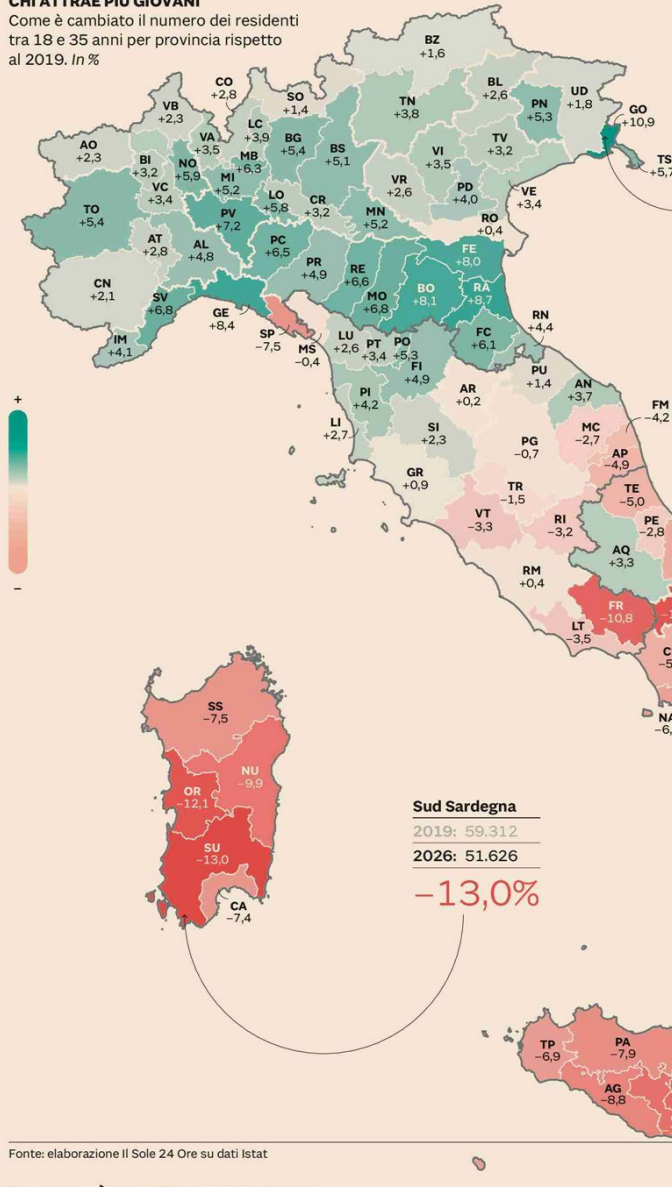 CHI ATTRAE PIÙ GIOVANI
Come è cambiato il numero dei residenti
tra 18 e 35 anni per provincia rispetto
al 2019. In %
BZ
+1,6
CO
+2,8
SO
+1,4
BL
+2,6
UD
+1,8
VB
+2,3
TN
+3,8
PN
+5,3
GO
+10,9
LC
+3,9
AO
+2,3
VA
+3,5
BG
+5,4
BS
+5,1
VI
+3,5
TV
+3,2
TS
+5,7
BI
+3,2
NO
+5,9
MB
+6,3
MI
+5,2
VR
+2,6
PD
+4,0
VE
+3,4
VC
+3,4
LO
+5,8
CR
+3,2
TO
+5,4
PV
+7,2
MN
+5,2
RO
+0,4
AT
+2,8
AL
+4,8
PC
+6,5
PR
+4,9
RE
+6,6
FE
+8,0
CN
+2,1
SV
+6,8
GE
+8,4
MO
+6,8
BO
+8,1
RA
+8,7
IM
+4,1
SP
-7,5
MS
-0,4
LU
+2,6
PT
+3,4
PO
+5,3
FC
+6,1
RN
+4,4
FI
+4,9
PU
+1,4
AN
+3,7
PI
+4,2
AR
+0,2
FM
-4,2
LI
+2,7
SI
+2,3
PG
-0,7
MC
-2,7
AP
-4,9
GR
+0,9
TR
-1,5
TE
-5,0
VT
-3,3
RI
-3,2
PE
-2,8
AQ
+3,3
RM
+0,4
FR
-10,8
LT
-3,5
+
–
SS
-7,5
NU
-9,9
OR
-12,1
SU
-13,0
CA
-7,4
Sud Sardegna
2019: 59.312
2026: 51.626
-13,0%
TP
-6,9
PA
-7,9
AG
-8,8
Fonte: elaborazione Il Sole 24 Ore su dati Istat